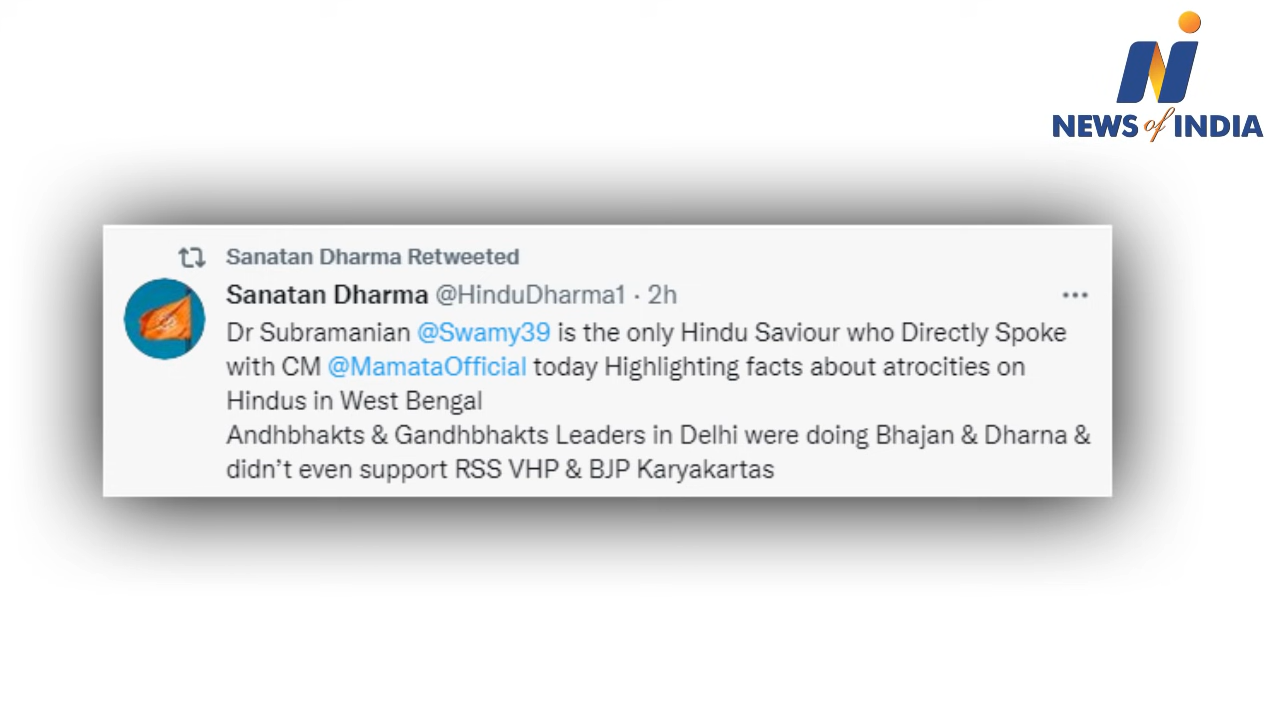 NEWS of INDIA
Sanatan Dharma Retweeted
Sanatan Dharma @HinduDharma1 · 2h
Dr Subramanian @Swamy39 is the only Hindu Saviour who Directly Spoke
with CM @MamataOfficial today Highlighting facts about atrocities on
Hindus in West Bengal
Andhbhakts & Gandhbhakts Leaders in Delhi were doing Bhajan & Dharna &
didn’t even support RSS VHP & BJP Karyakartas